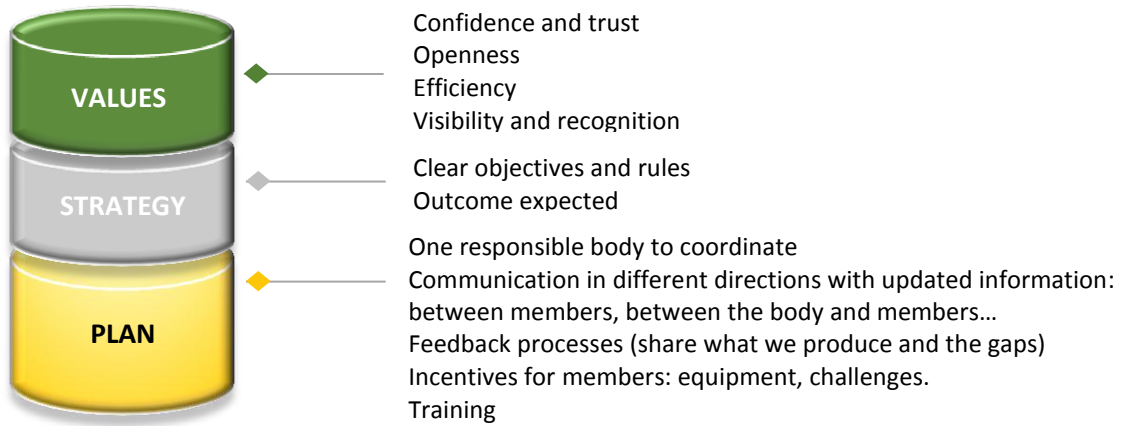 VALUES
Confidence and trust
Openness
Efficiency
Visibility and recognition
STRATEGY
Clear objectives and rules
Outcome expected
PLAN
One responsible body to coordinate
Communication in different directions with updated information:
between members, between the body and members…
Feedback processes (share what we produce and the gaps)
Incentives for members: equipment, challenges.
Training